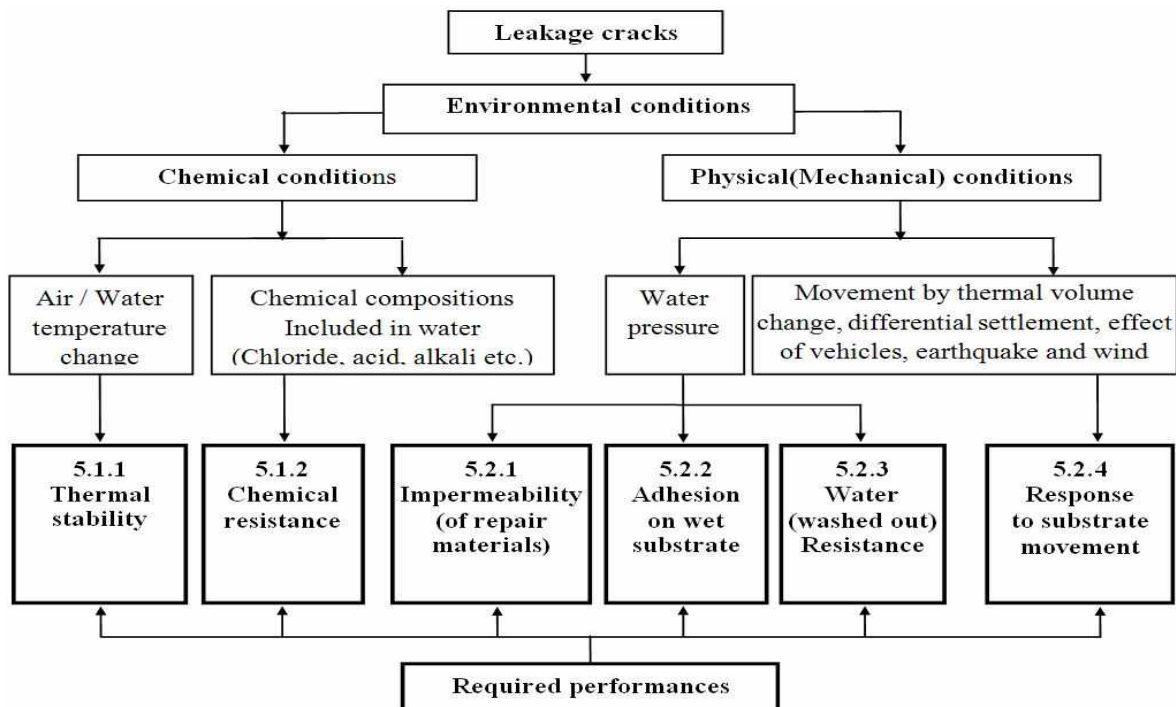 Leakage cracks
Environmental conditions
Chemical conditions
Physical(Mechanical) conditions
Air / Water
temperature
change
Chemical compositions
Included in water
(Chloride, acid, alkali etc.)
Water
pressure
Movement by thermal volume
change, differential settlement, effect
of vehicles, earthquake and wind
5.1.1
Thermal
stability
5.1.2
Chemical
resistance
5.2.1
Impermeability
(of repair
materials)
5.2.2
Adhesion
on wet
substrate
5.2.3
Water
(washed out)
Resistance
5.2.4
Response
to substrate
movement
Required performances